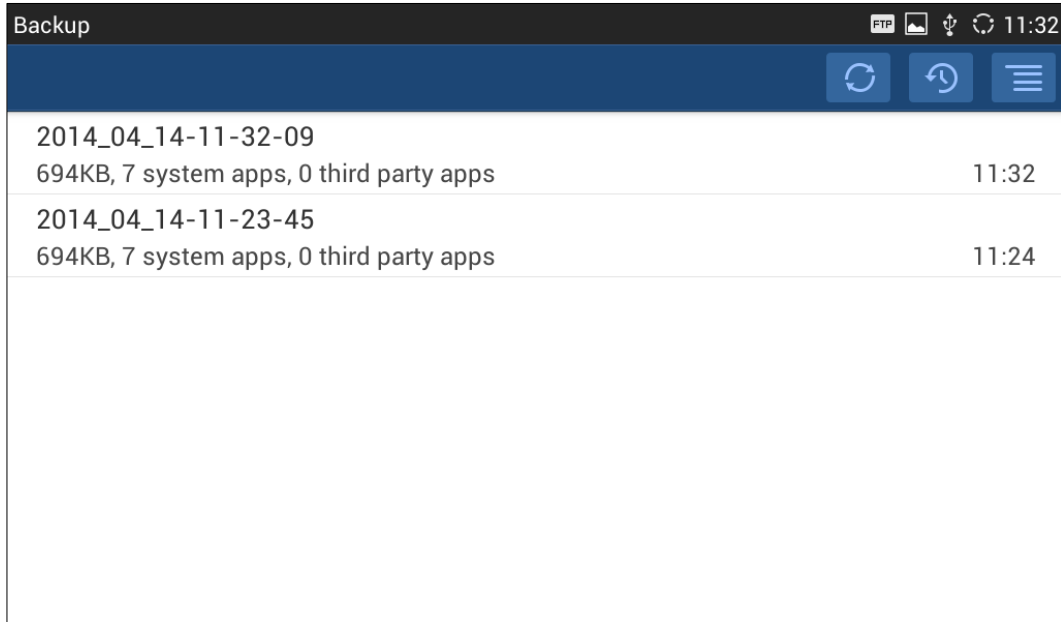 Backup
FTP 11:32
2014_04_14-11-32-09
694KB, 7 system apps, 0 third party apps 11:32
2014_04_14-11-23-45
694KB, 7 system apps, 0 third party apps 11:24